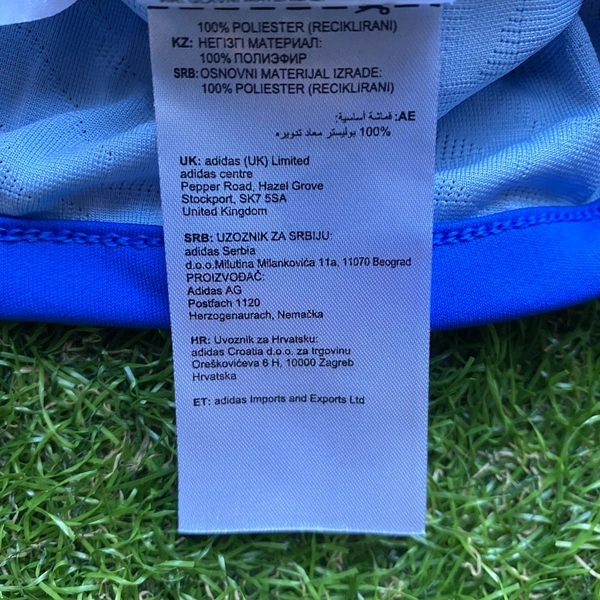 100% POLIESTER (RECIKLIRANI)
KZ: НЕГІЗГІ МАТЕРИАЛ:
100% ПОЛИЭФИР
SRB: OSNOVNI MATERIJAL IZRADE:
100% POLIESTER (RECIKLIRANI)
AE: قماشة أساسية:
100% بوليستر معاد تدويره
UK: adidas (UK) Limited
adidas centre
Pepper Road, Hazel Grove
Stockport, SK7 5SA
United Kingdom
SRB: UZOZNIK ZA SRBIJU:
adidas Serbia
d.o.o.Milutina Milankovića 11a, 11070 Beograd
PROIZVOĐAČ:
Adidas AG
Postfach 1120
Herzogenaurach, Nemačka
HR: Uvoznik za Hrvatsku:
adidas Croatia d.o.o. za trgovinu
Oreškovićeva 6 H, 10000 Zagreb
Hrvatska
ET: adidas Imports and Exports Ltd